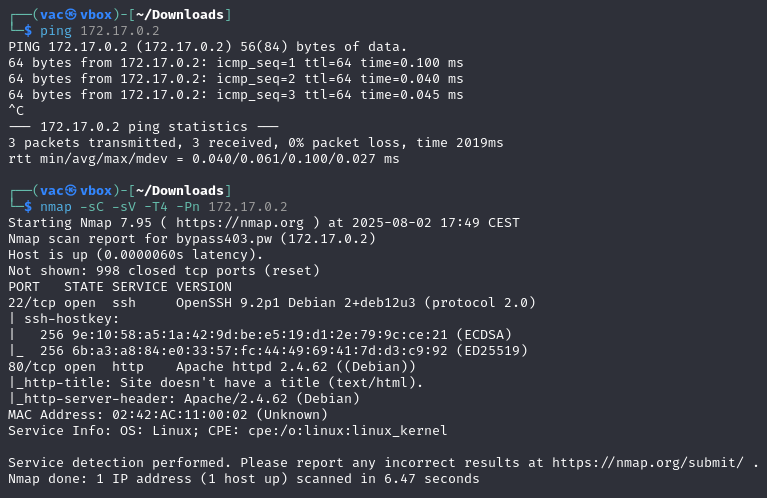 ┌──(vac㉿vbox)-[~/Downloads]
└─$ ping 172.17.0.2
PING 172.17.0.2 (172.17.0.2) 56(84) bytes of data.
64 bytes from 172.17.0.2: icmp_seq=1 ttl=64 time=0.100 ms
64 bytes from 172.17.0.2: icmp_seq=2 ttl=64 time=0.040 ms
64 bytes from 172.17.0.2: icmp_seq=3 ttl=64 time=0.045 ms
^C
--- 172.17.0.2 ping statistics ---
3 packets transmitted, 3 received, 0% packet loss, time 2019ms
rtt min/avg/max/mdev = 0.040/0.061/0.100/0.027 ms
┌──(vac㉿vbox)-[~/Downloads]
└─$ nmap -sC -sV -T4 -Pn 172.17.0.2
Starting Nmap 7.95 ( https://nmap.org ) at 2025-08-02 17:49 CEST
Nmap scan report for bypass403.pw (172.17.0.2)
Host is up (0.0000060s latency).
Not shown: 998 closed tcp ports (reset)
PORT   STATE SERVICE VERSION
22/tcp open  ssh     OpenSSH 9.2p1 Debian 2+deb12u3 (protocol 2.0)
| ssh-hostkey:
|   256 9e:10:58:a5:1a:42:9d:be:e5:19:d1:2e:79:9c:ce:21 (ECDSA)
|_  256 6b:a3:a8:84:e0:33:57:fc:44:49:69:41:7d:d3:c9:92 (ED25519)
80/tcp open  http    Apache httpd 2.4.62 ((Debian))
|_http-title: Site doesn't have a title (text/html).
|_http-server-header: Apache/2.4.62 (Debian)
MAC Address: 02:42:AC:11:00:02 (Unknown)
Service Info: OS: Linux; CPE: cpe:/o:linux:linux_kernel
Service detection performed. Please report any incorrect results at https://nmap.org/submit/ .
Nmap done: 1 IP address (1 host up) scanned in 6.47 seconds